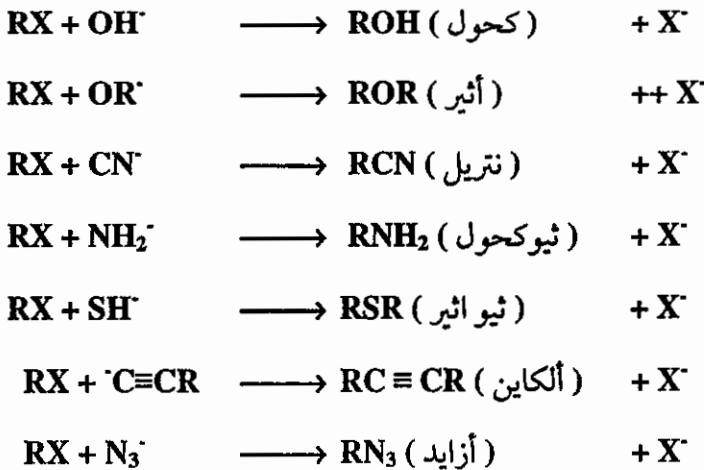 RX + OH⁻ ⟶ ROH ( كحول ) + X⁻
RX + OR⁻ ⟶ ROR ( أثير ) ++ X⁻
RX + CN⁻ ⟶ RCN ( نتريل ) + X⁻
RX + NH₂⁻ ⟶ RNH₂ ( ثيوكحول ) + X⁻
RX + SH⁻ ⟶ RSR ( ثيو اثير ) + X⁻
RX + ⁻C≡CR ⟶ RC ≡ CR ( ألكاين ) + X⁻
RX + N₃⁻ ⟶ RN₃ ( أزايد ) + X⁻